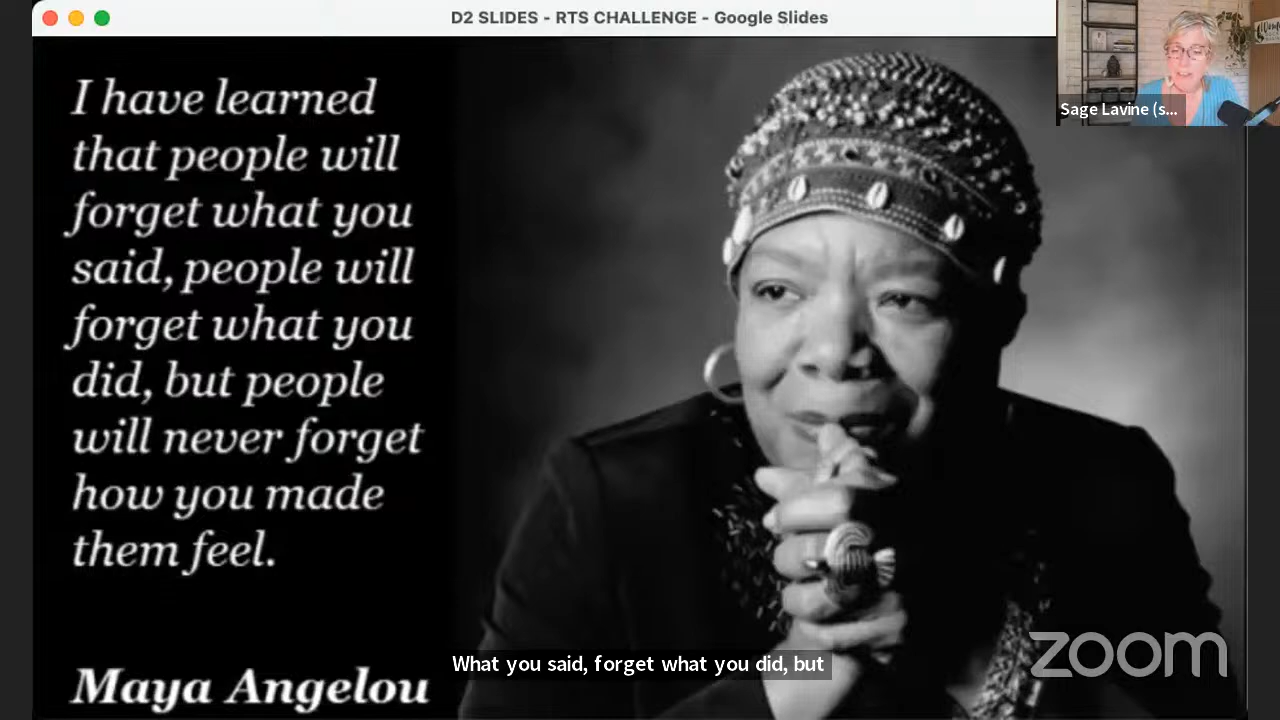 D2 SLIDES - RTS CHALLENGE - Google Slides
Sage Lavine (s...
I have learned
that people will
forget what you
said, people will
forget what you
did, but people
will never forget
how you made
them feel.
Maya Angelou
What you said, forget what you did, but
zoom